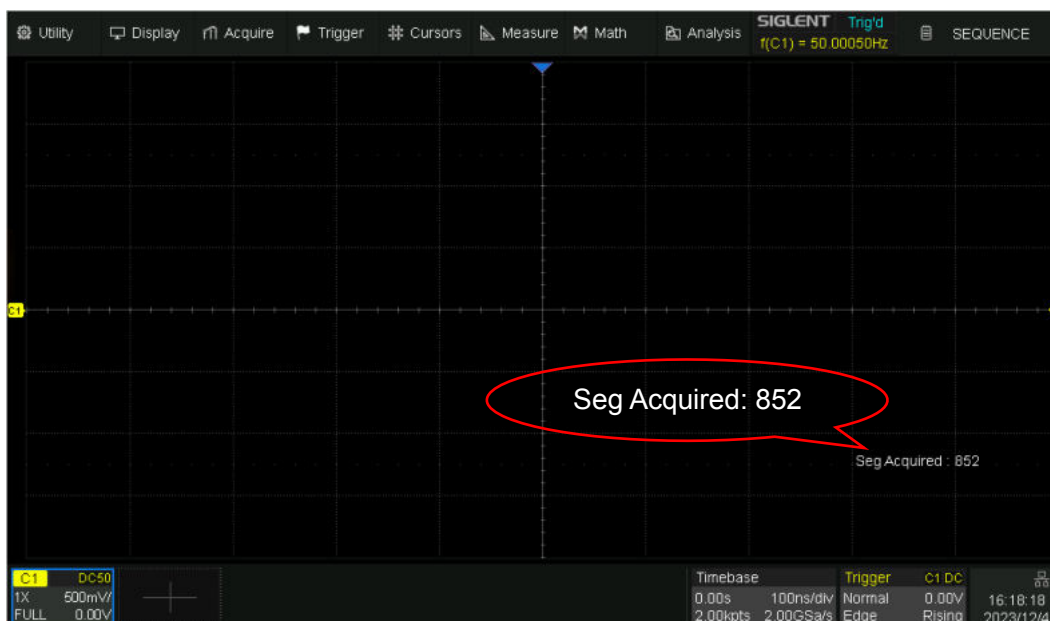 Utility Display Acquire Trigger Cursors Measure Math Analysis SIGLENT Trig'd SEQUENCE
f(C1) = 50.00050Hz
C1
Seg Acquired: 852
Seg Acquired : 852
C1 DC50 Timebase Trigger C1 DC
1X 500mV/ 0.00s 100ns/div Normal 0.00V 16:18:18
FULL 0.00V 2.00kpts 2.00GSa/s Edge Rising 2023/12/4